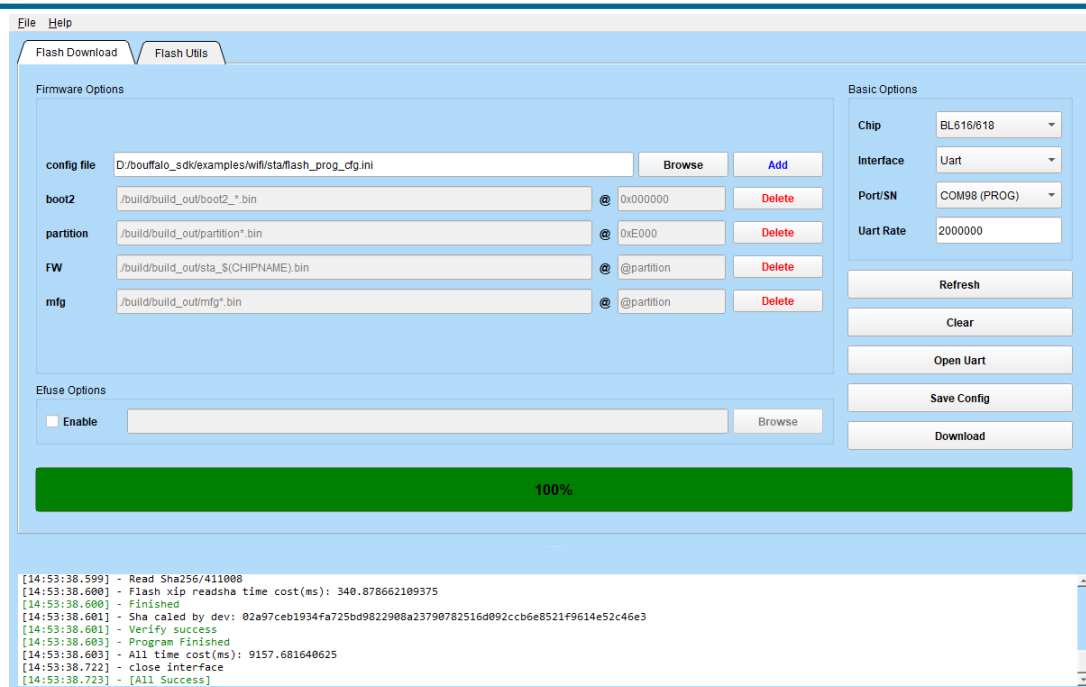 File Help
Flash Download Flash Utils
Firmware Options
config file D:/bouffalo_sdk/examples/wifi/sta/flash_prog_cfg.ini Browse Add
boot2 ./build/build_out/boot2_*.bin @ 0x000000 Delete
partition ./build/build_out/partition*.bin @ 0xE000 Delete
FW ./build/build_out/sta_$(CHIPNAME).bin @ @partition Delete
mfg ./build/build_out/mfg*.bin @ @partition Delete
Efuse Options
Enable Browse
Basic Options
Chip BL616/618
Interface Uart
Port/SN COM98 (PROG)
Uart Rate 2000000
Refresh
Clear
Open Uart
Save Config
Download
100%
[14:53:38.599] - Read Sha256/411008
[14:53:38.600] - Flash xip readsha time cost(ms): 340.878662109375
[14:53:38.600] - Finished
[14:53:38.601] - Sha caled by dev: 02a97ceb1934fa725bd9822908a23790782516d092ccb6e8521f9614e52c46e3
[14:53:38.601] - Verify success
[14:53:38.603] - Program Finished
[14:53:38.603] - All time cost(ms): 9157.681640625
[14:53:38.722] - close interface
[14:53:38.723] - [All Success]